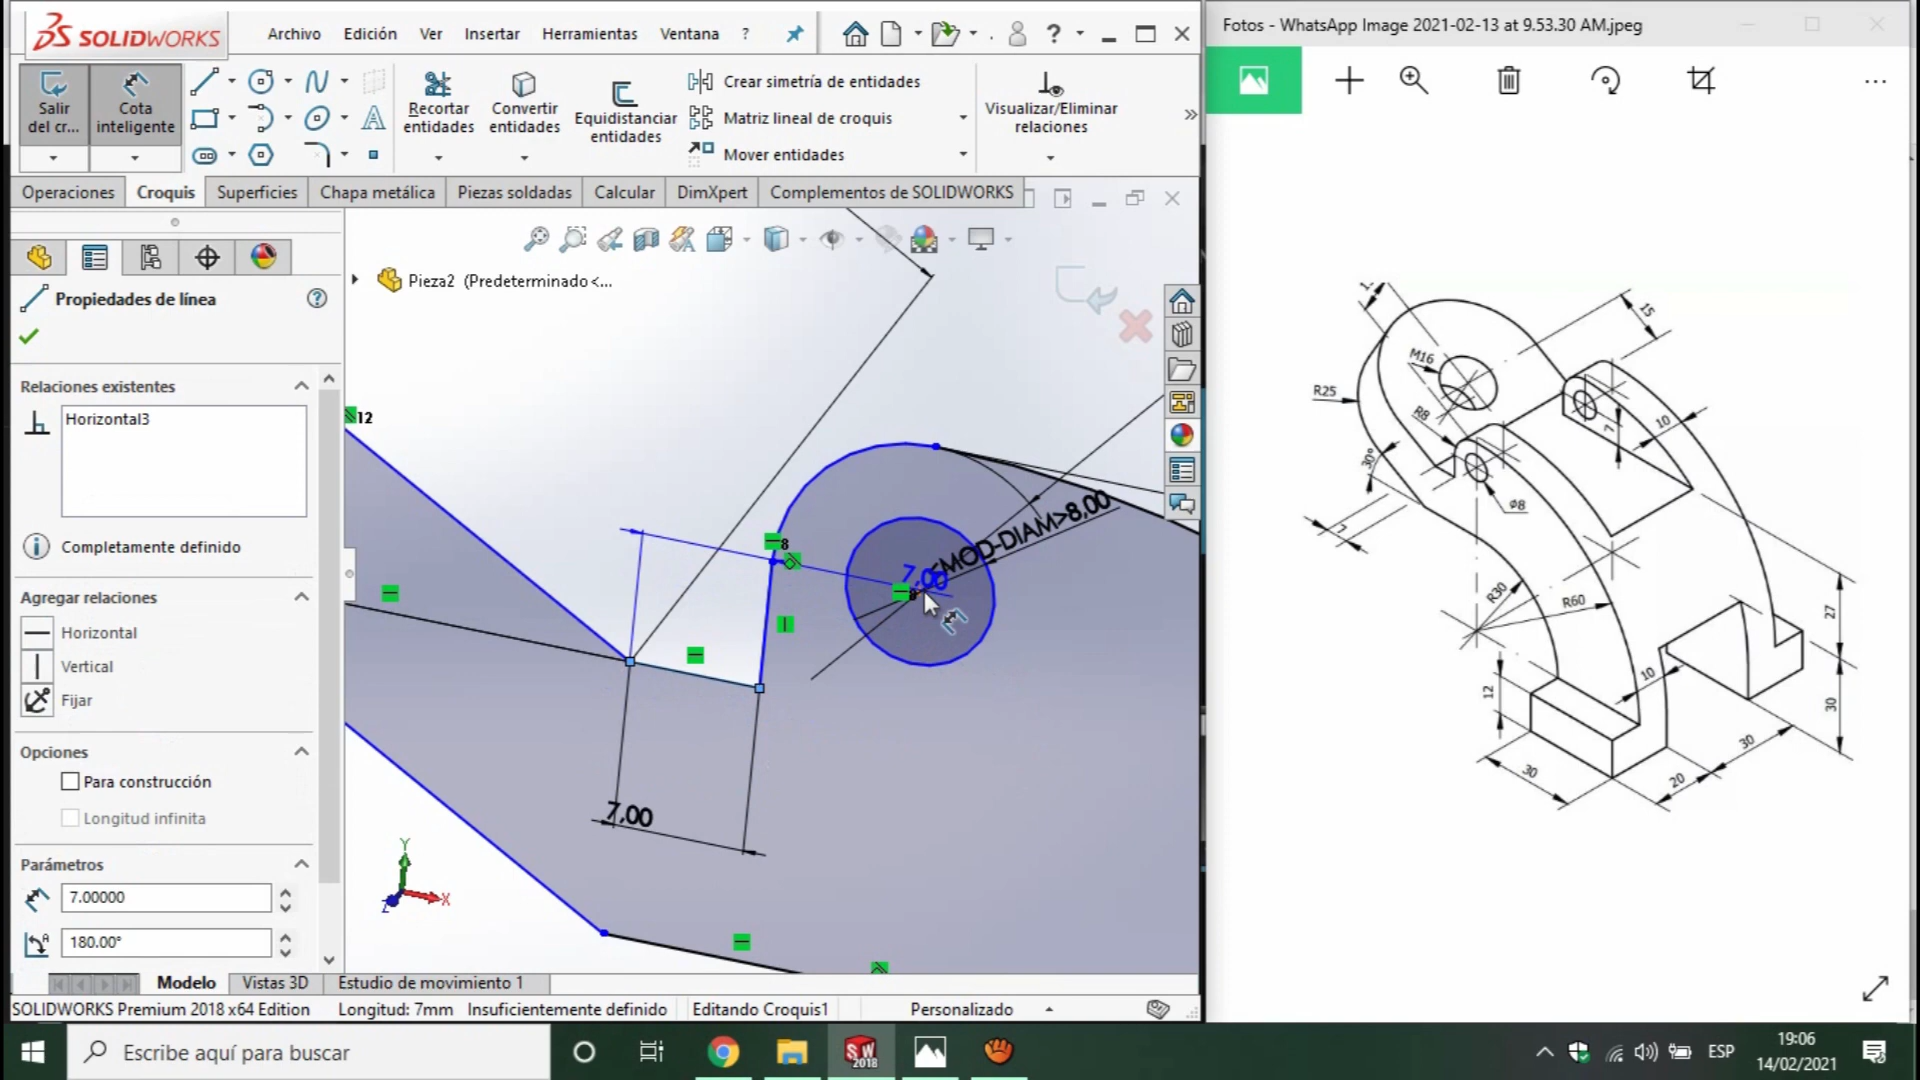 SOLIDWORKS
Archivo Edición Ver Insertar Herramientas Ventana ?
Salir del cr...
Cota inteligente
Recortar entidades
Convertir entidades
Equidistanciar entidades
Crear simetría de entidades
Matriz lineal de croquis
Mover entidades
Visualizar/Eliminar relaciones
Operaciones Croquis Superficies Chapa metálica Piezas soldadas Calcular DimXpert Complementos de SOLIDWORKS
Pieza2 (Predeterminado<...
Propiedades de línea
Relaciones existentes
Horizontal3
Completamente definido
Agregar relaciones
Horizontal
Vertical
Fijar
Opciones
Para construcción
Longitud infinita
Parámetros
7.00000
180.00°
12
8
<MOD-DIAM>8,00
7,00
7,00
Y
X
Z
Modelo Vistas 3D Estudio de movimiento 1
SOLIDWORKS Premium 2018 x64 Edition Longitud: 7mm Insuficientemente definido Editando Croquis1 Personalizado
Fotos - WhatsApp Image 2021-02-13 at 9.53.30 AM.jpeg
15
M16
R25
R8
10
7
30°
Ø8
7
R30
R60
27
12
10
30
30
20
30
Escribe aquí para buscar
SW
2018
ESP
19:06
14/02/2021